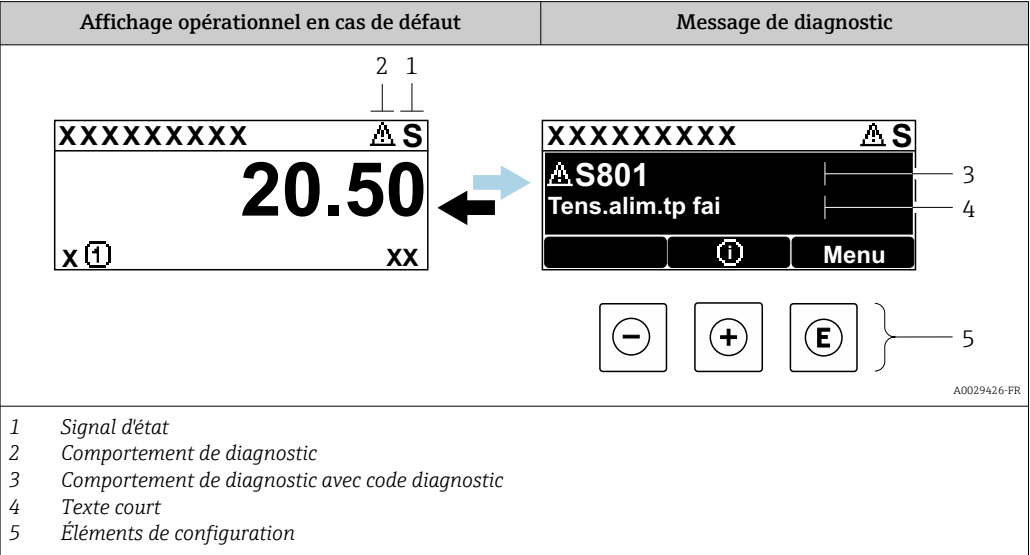 Affichage opérationnel en cas de défaut
Message de diagnostic
2 1
XXXXXXXXX S
20.50
x 1 xx
XXXXXXXXX S
S801
Tens.alim.tp fai
i Menu
3
4
− + E
5
A0029426-FR
1 Signal d'état
2 Comportement de diagnostic
3 Comportement de diagnostic avec code diagnostic
4 Texte court
5 Éléments de configuration